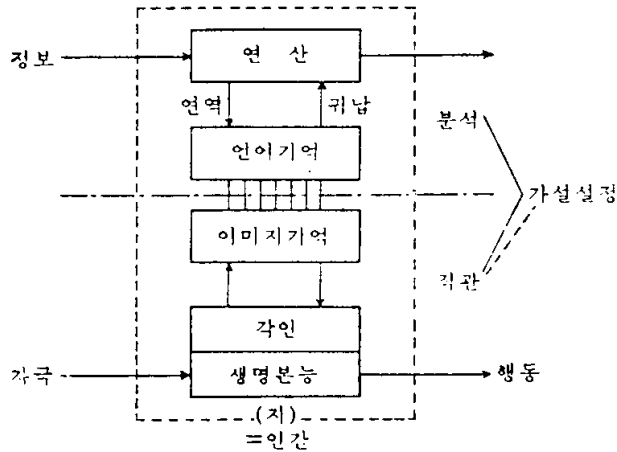 정보
연 산
연역
귀납
분석
언어기억
가설설정
이미지기억
직관
각인
자극
생명본능
행동
(지)
=인간